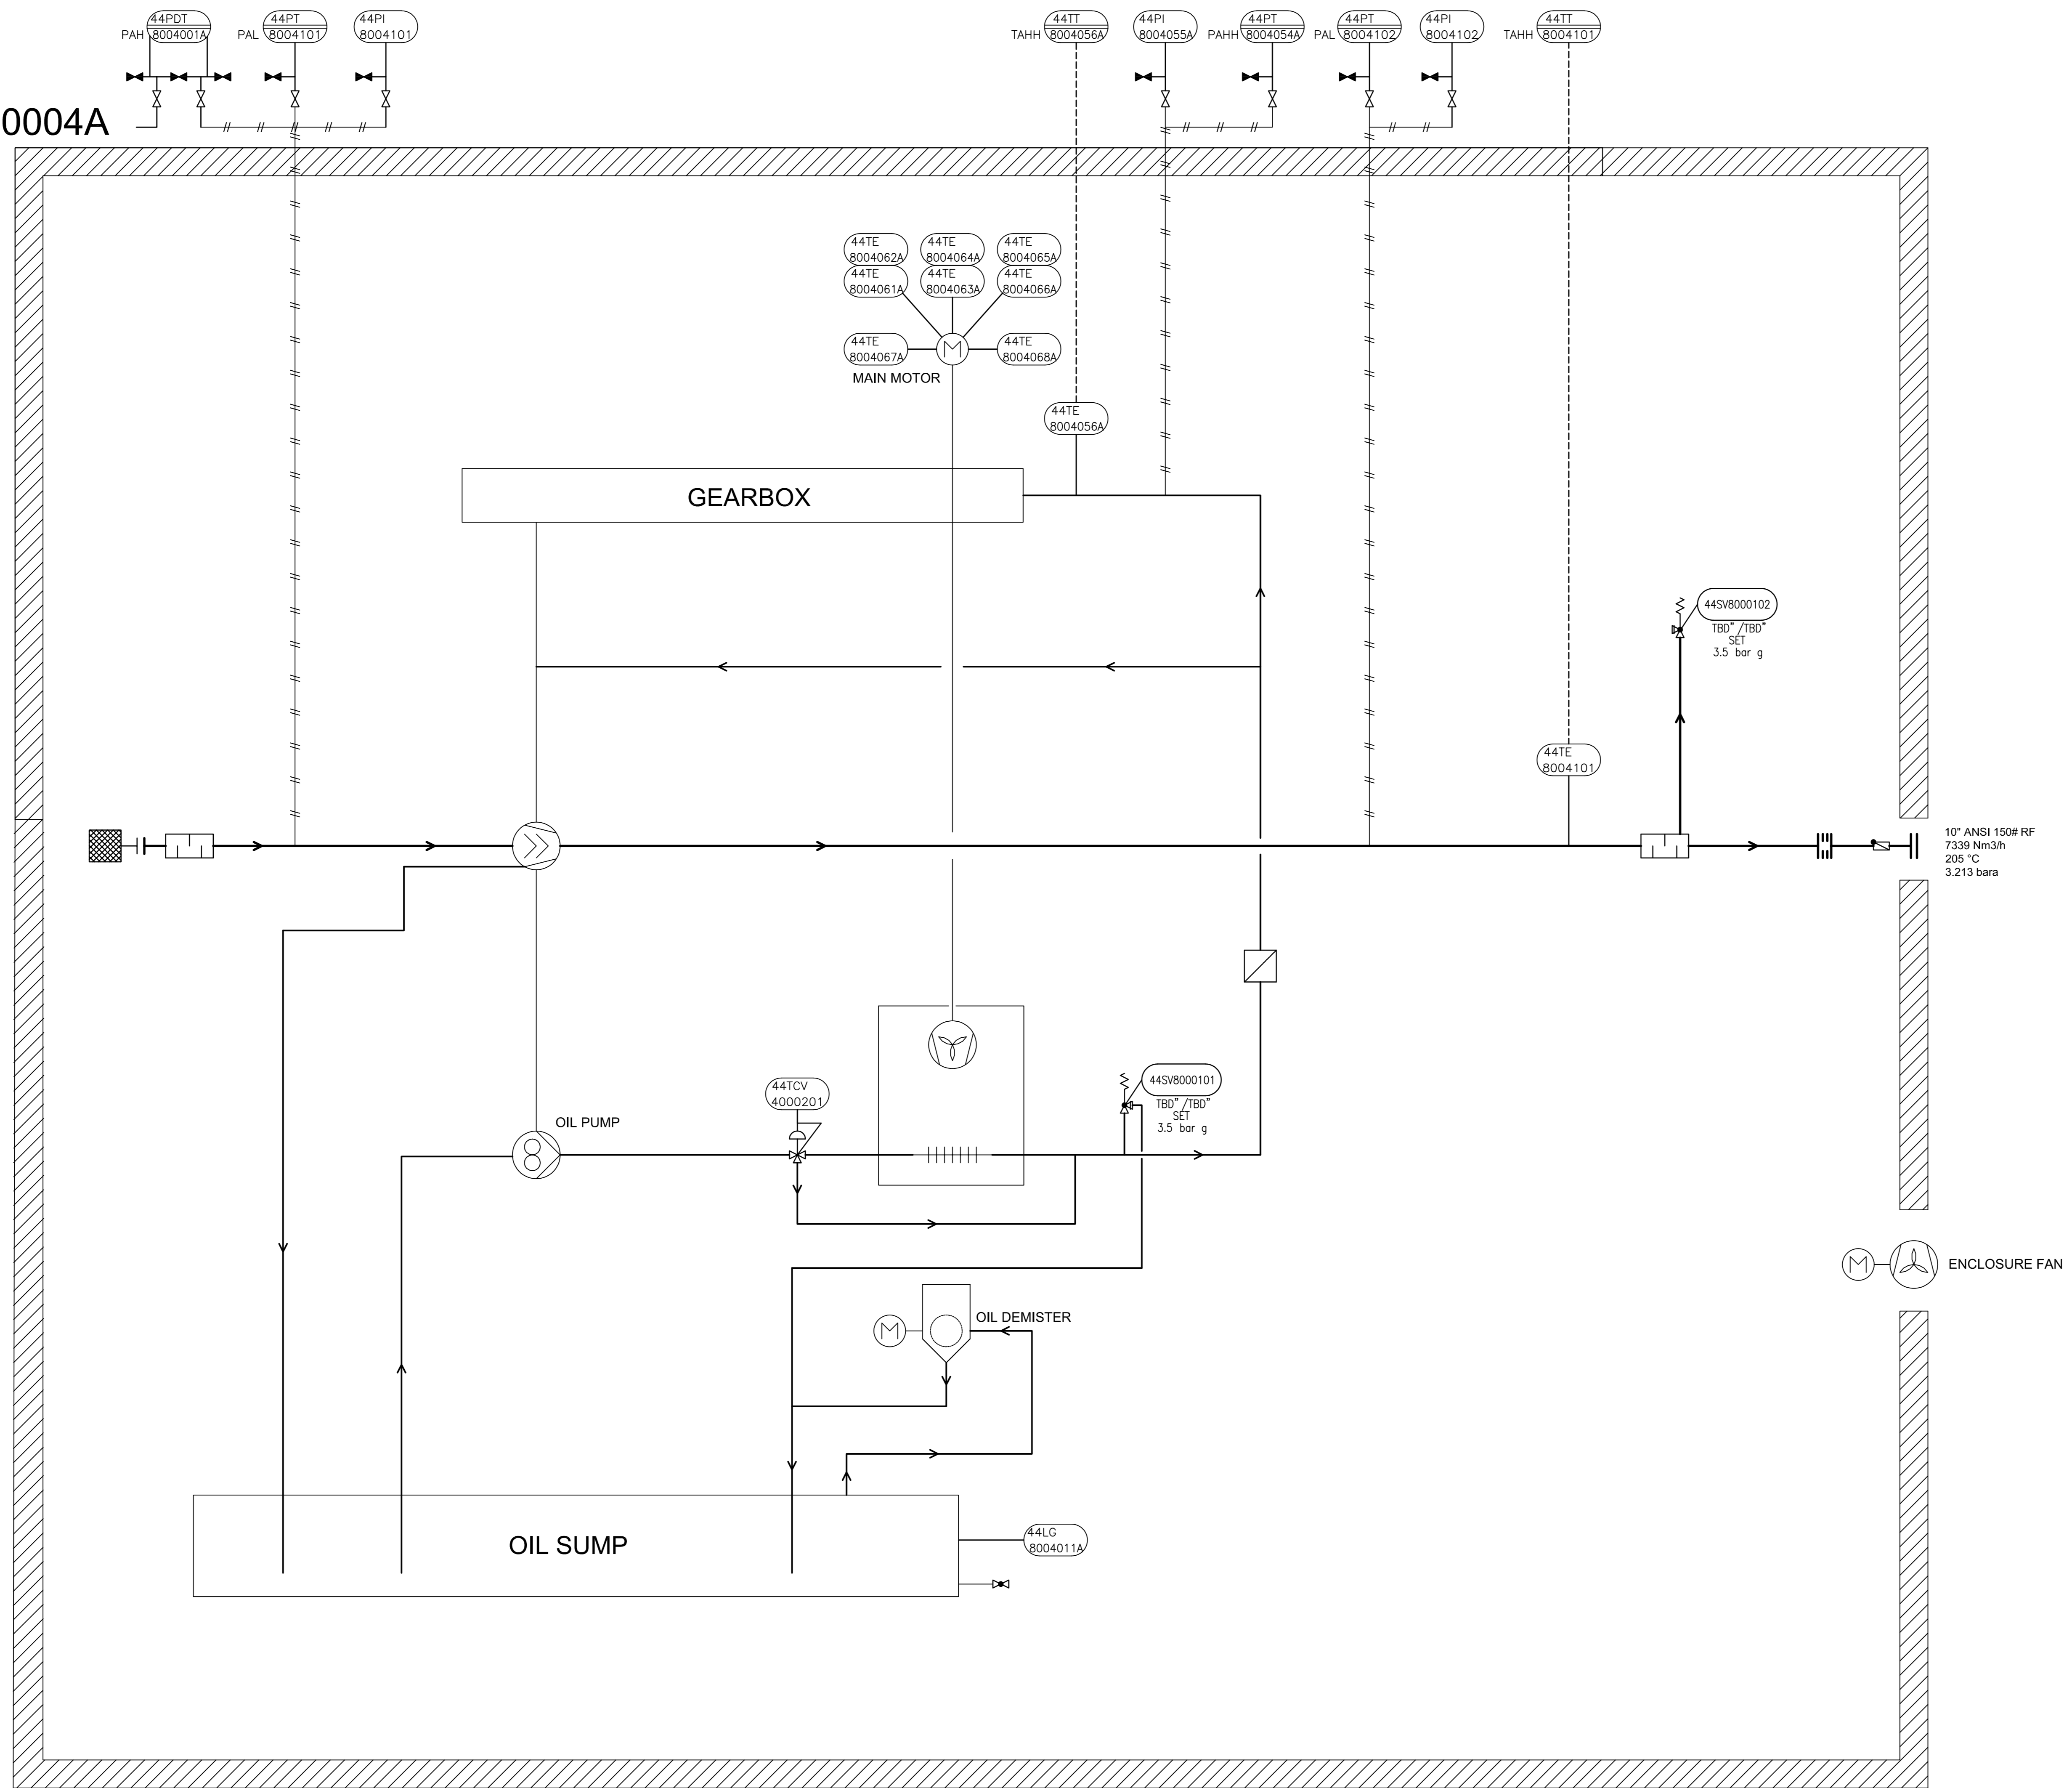 44PDT
PAH 8004001A
44PT
PAL 8004101
44PI
8004101
44TT
TAHH 8004056A
44PI
8004055A
44PT
PAHH 8004054A
44PT
PAL 8004102
44PI
8004102
44TT
TAHH 8004101
0004A
44TE
8004062A
44TE
8004064A
44TE
8004065A
44TE
8004061A
44TE
8004063A
44TE
8004066A
44TE
8004067A
M
44TE
8004068A
MAIN MOTOR
44TE
8004056A
GEARBOX
44SV8000102
TBD" /TBD"
SET
3.5 bar g
44TE
8004101
10" ANSI 150# RF
7339 Nm3/h
205 °C
3.213 bara
44TCV
4000201
44SV8000101
TBD" /TBD"
SET
3.5 bar g
OIL PUMP
M
ENCLOSURE FAN
OIL DEMISTER
M
OIL SUMP
44LG
8004011A